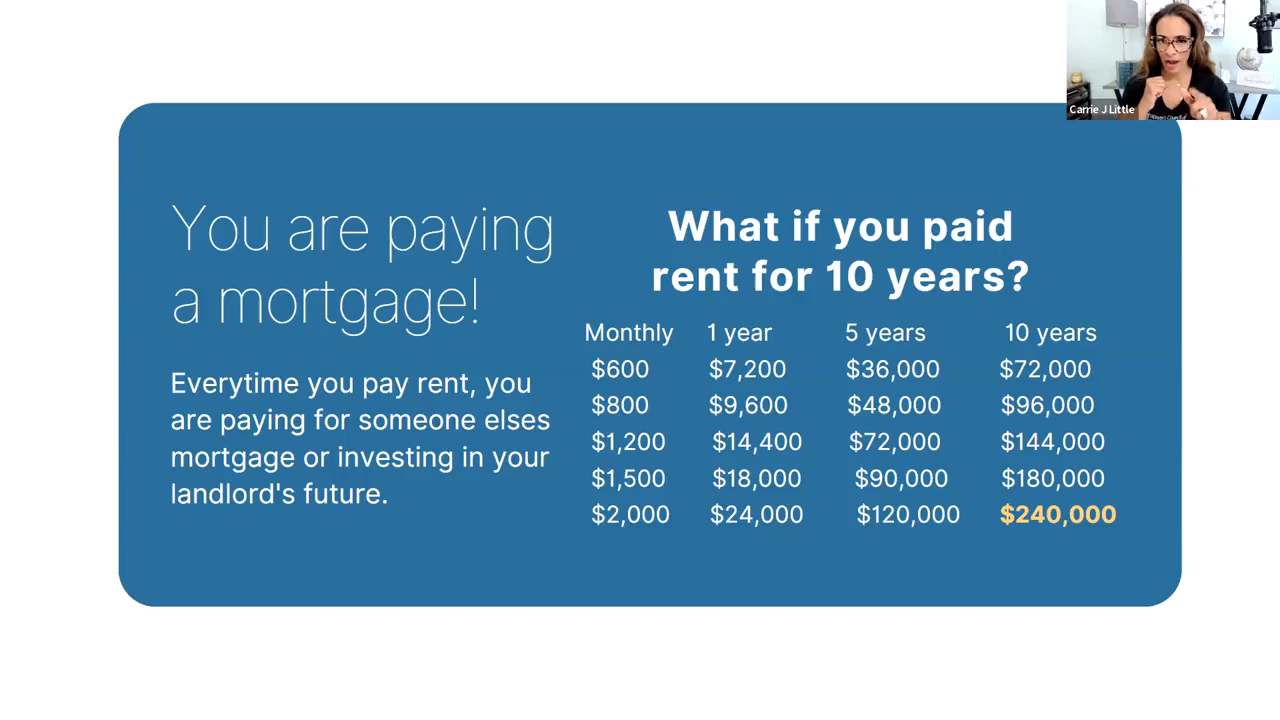 Carrie J Little
You are paying
a mortgage!
Everytime you pay rent, you
are paying for someone elses
mortgage or investing in your
landlord's future.
What if you paid
rent for 10 years?
Monthly 1 year 5 years 10 years
$600 $7,200 $36,000 $72,000
$800 $9,600 $48,000 $96,000
$1,200 $14,400 $72,000 $144,000
$1,500 $18,000 $90,000 $180,000
$2,000 $24,000 $120,000 $240,000